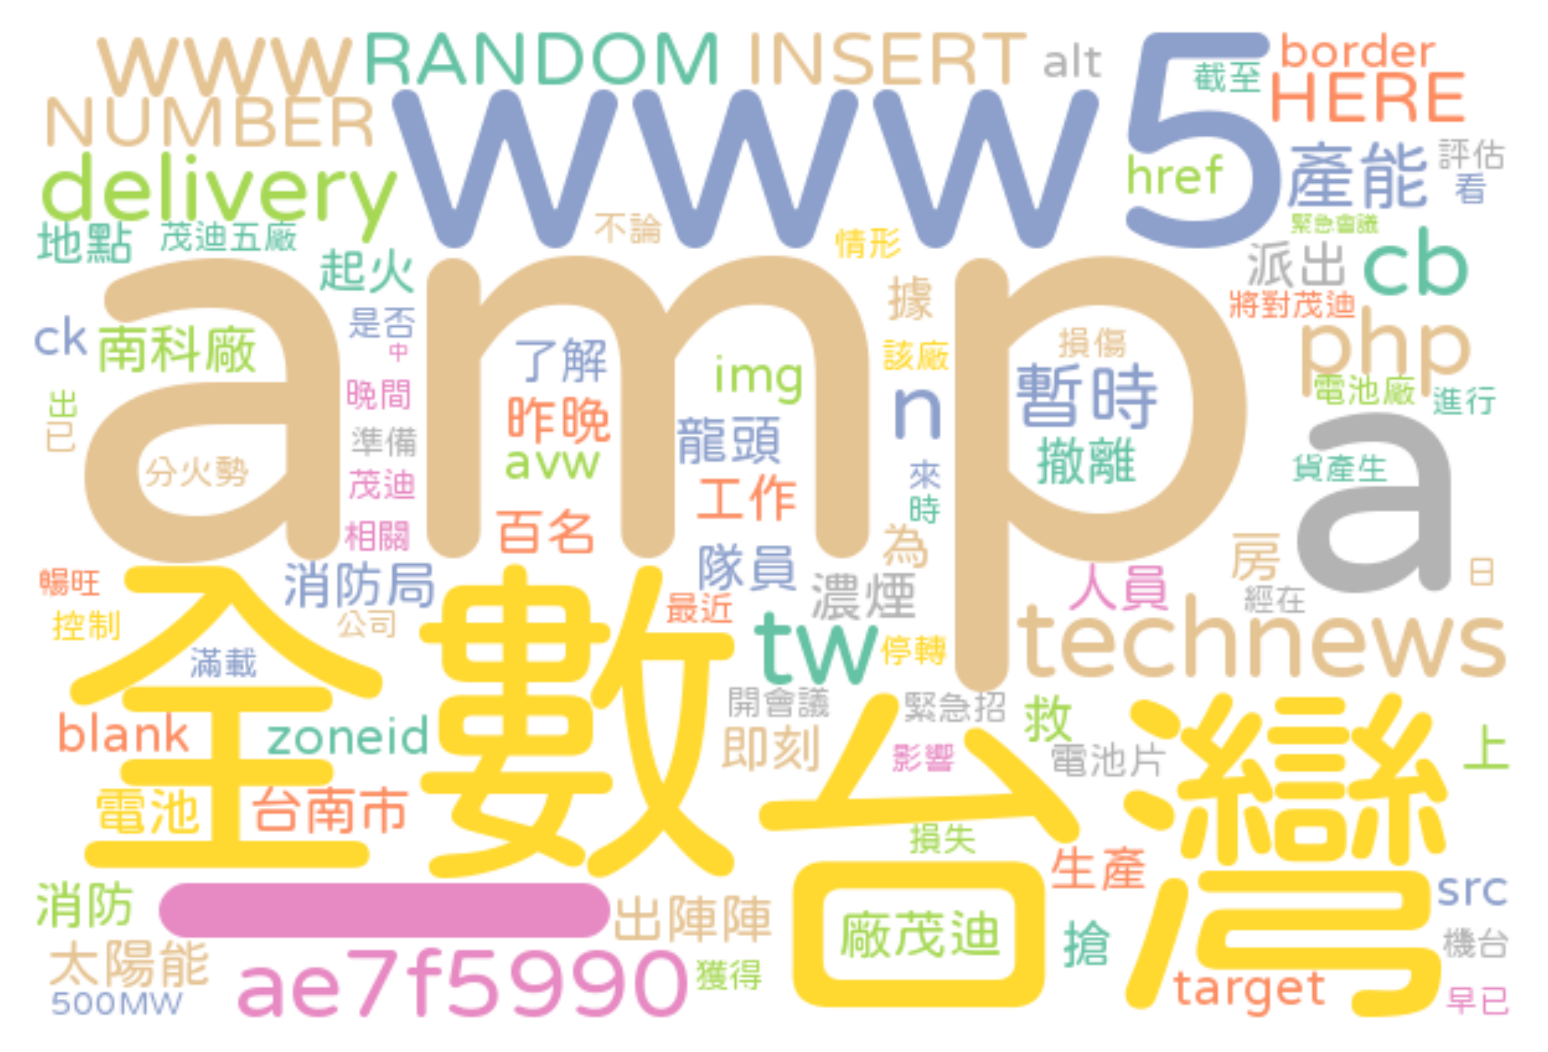 WWW
RANDOM
INSERT
alt
5
border
截至
HERE
NUMBER
www
delivery
href
產能
評估
看
地點
茂迪五廠
不論
情形
緊急會議
派出
cb
起火
據
將對茂迪
ck
南科廠
是否
中
amp
了解
img
該廠
損傷
php
電池廠
進行
出
已
晚間
昨晚
龍頭
n
暫時
a
準備
avw
撤離
分火勢
茂迪
工作
來
時
貨產生
相關
百名
為
房
日
暢旺
消防局
隊員
濃煙
人員
經在
控制
公司
最近
tw
停轉
technews
滿載
全數
開會議
緊急招
救
台灣
blank
zoneid
即刻
影響
電池片
上
電池
台南市
損失
生產
消防
出陣陣
廠茂迪
搶
src
機台
太陽能
ae7f5990
獲得
target
500MW
早已